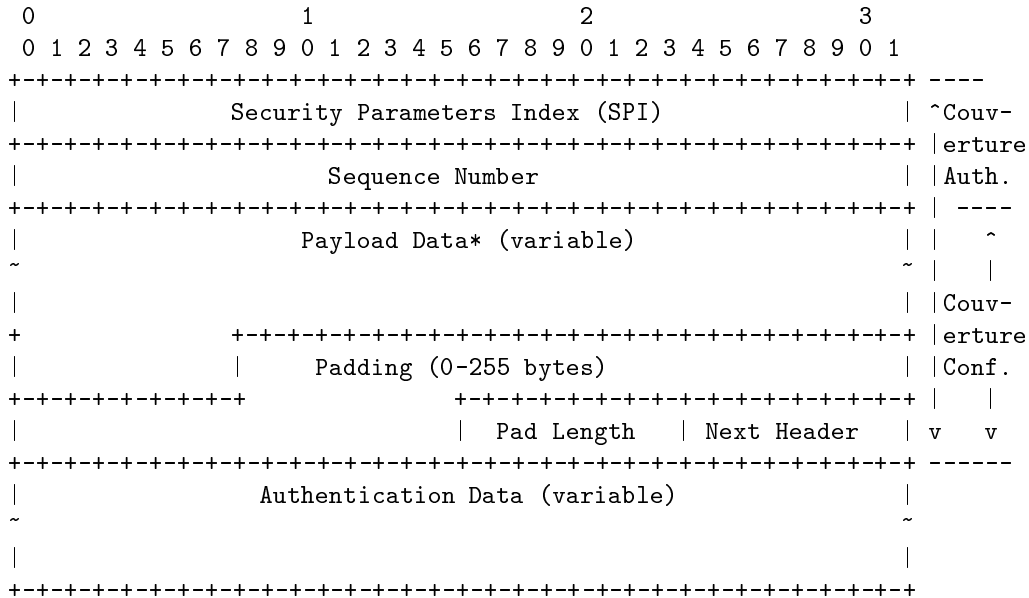 0                   1                   2                   3
 0 1 2 3 4 5 6 7 8 9 0 1 2 3 4 5 6 7 8 9 0 1 2 3 4 5 6 7 8 9 0 1
+-+-+-+-+-+-+-+-+-+-+-+-+-+-+-+-+-+-+-+-+-+-+-+-+-+-+-+-+-+-+-+-+ ----
|               Security Parameters Index (SPI)                 | ^Couv-
+-+-+-+-+-+-+-+-+-+-+-+-+-+-+-+-+-+-+-+-+-+-+-+-+-+-+-+-+-+-+-+-+ |erture
|                      Sequence Number                          | |Auth.
+-+-+-+-+-+-+-+-+-+-+-+-+-+-+-+-+-+-+-+-+-+-+-+-+-+-+-+-+-+-+-+-+ | ----
|                    Payload Data* (variable)                   | |   ^
~                                                               ~ |   |
|                                                               | |Couv-
+               +-+-+-+-+-+-+-+-+-+-+-+-+-+-+-+-+-+-+-+-+-+-+-+-+ |erture
|               |     Padding (0-255 bytes)                     | |Conf.
+-+-+-+-+-+-+-+-+               +-+-+-+-+-+-+-+-+-+-+-+-+-+-+-+-+ |   |
|                               |  Pad Length   | Next Header   | v   v
+-+-+-+-+-+-+-+-+-+-+-+-+-+-+-+-+-+-+-+-+-+-+-+-+-+-+-+-+-+-+-+-+ ------
|                 Authentication Data (variable)                |
~                                                               ~
|                                                               |
+-+-+-+-+-+-+-+-+-+-+-+-+-+-+-+-+-+-+-+-+-+-+-+-+-+-+-+-+-+-+-+-+